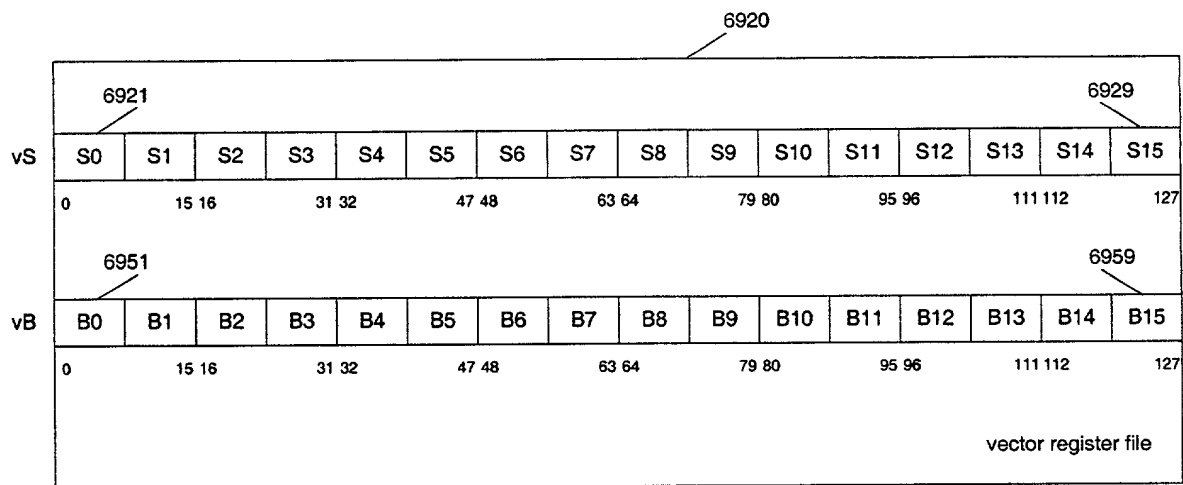 6920
6921 6929
vS S0 S1 S2 S3 S4 S5 S6 S7 S8 S9 S10 S11 S12 S13 S14 S15
0 15 16 31 32 47 48 63 64 79 80 95 96 111 112 127
6951 6959
vB B0 B1 B2 B3 B4 B5 B6 B7 B8 B9 B10 B11 B12 B13 B14 B15
0 15 16 31 32 47 48 63 64 79 80 95 96 111 112 127
vector register file